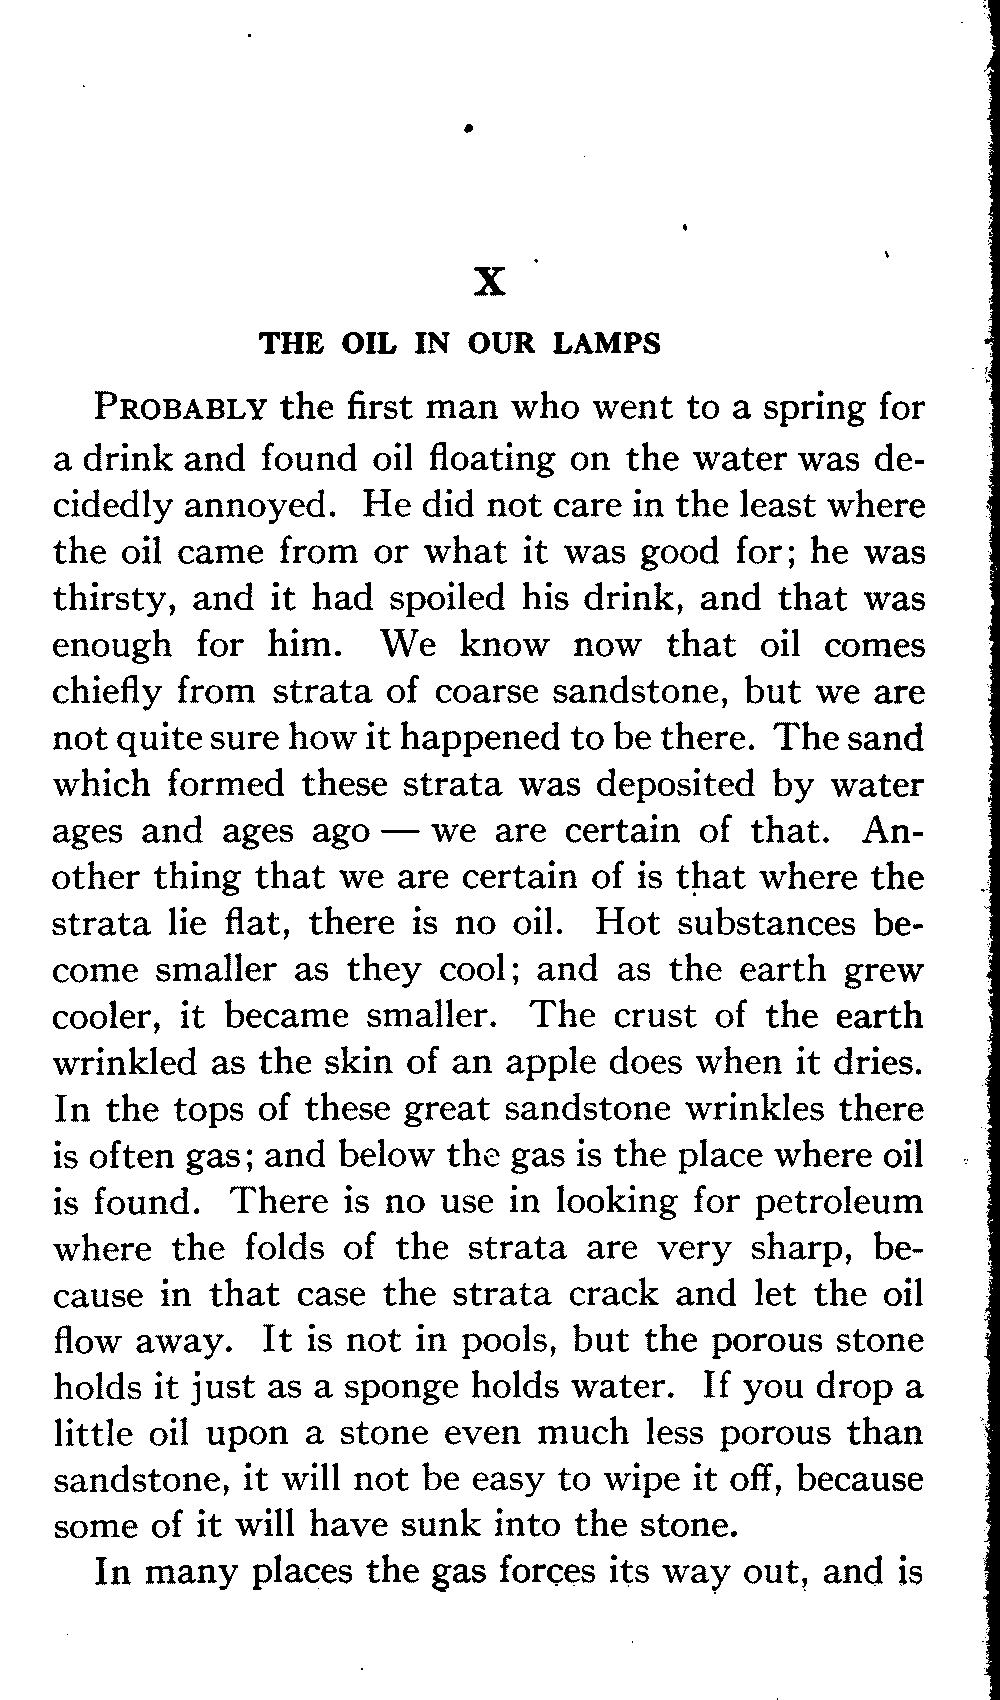 X
THE OIL IN OUR LAMPS
PROBABLY the first man who went to a spring for
a drink and found oil floating on the water was de-
cidedly annoyed. He did not care in the least where
the oil came from or what it was good for; he was
thirsty, and it had spoiled his drink, and that was
enough for him. We know now that oil comes
chiefly from strata of coarse sandstone, but we are
not quite sure how it happened to be there. The sand
which formed these strata was deposited by water
ages and ages ago — we are certain of that. An-
other thing that we are certain of is that where the
strata lie flat, there is no oil. Hot substances be-
come smaller as they cool; and as the earth grew
cooler, it became smaller. The crust of the earth
wrinkled as the skin of an apple does when it dries.
In the tops of these great sandstone wrinkles there
is often gas; and below the gas is the place where oil
is found. There is no use in looking for petroleum
where the folds of the strata are very sharp, be-
cause in that case the strata crack and let the oil
flow away. It is not in pools, but the porous stone
holds it just as a sponge holds water. If you drop a
little oil upon a stone even much less porous than
sandstone, it will not be easy to wipe it off, because
some of it will have sunk into the stone.
In many places the gas forces its way out, and is